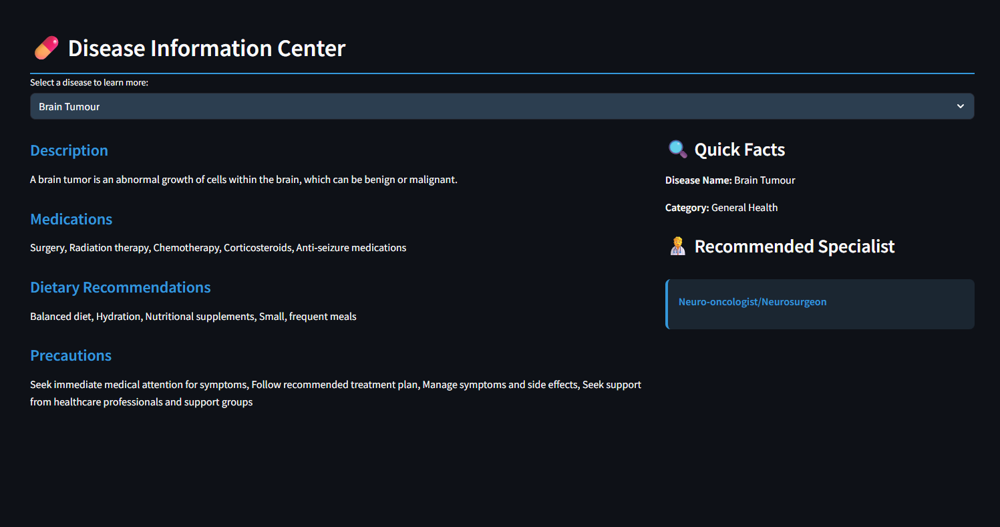 Disease Information Center
Select a disease to learn more:
Brain Tumour
Description
A brain tumor is an abnormal growth of cells within the brain, which can be benign or malignant.
Medications
Surgery, Radiation therapy, Chemotherapy, Corticosteroids, Anti-seizure medications
Dietary Recommendations
Balanced diet, Hydration, Nutritional supplements, Small, frequent meals
Precautions
Seek immediate medical attention for symptoms, Follow recommended treatment plan, Manage symptoms and side effects, Seek support
from healthcare professionals and support groups
Quick Facts
Disease Name: Brain Tumour
Category: General Health
Recommended Specialist
Neuro-oncologist/Neurosurgeon